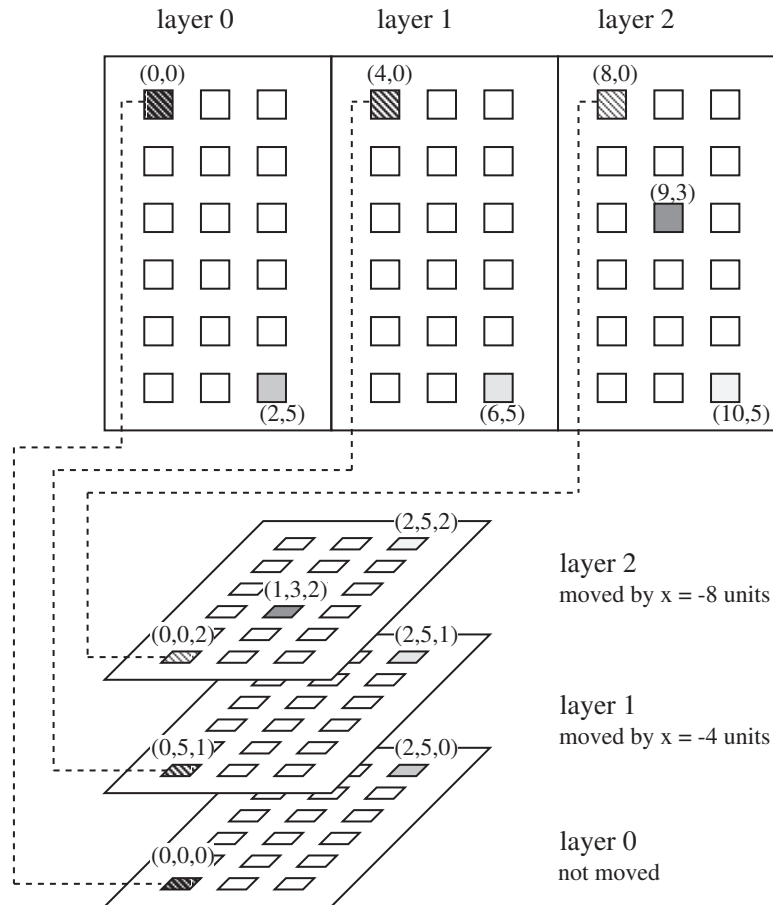 layer 0 layer 1 layer 2
(0,0) (4,0) (8,0)
(9,3)
(2,5) (6,5) (10,5)
(2,5,2)
layer 2
moved by x = -8 units
(1,3,2)
(0,0,2)
(2,5,1)
layer 1
moved by x = -4 units
(0,5,1)
(2,5,0)
layer 0
not moved
(0,0,0)